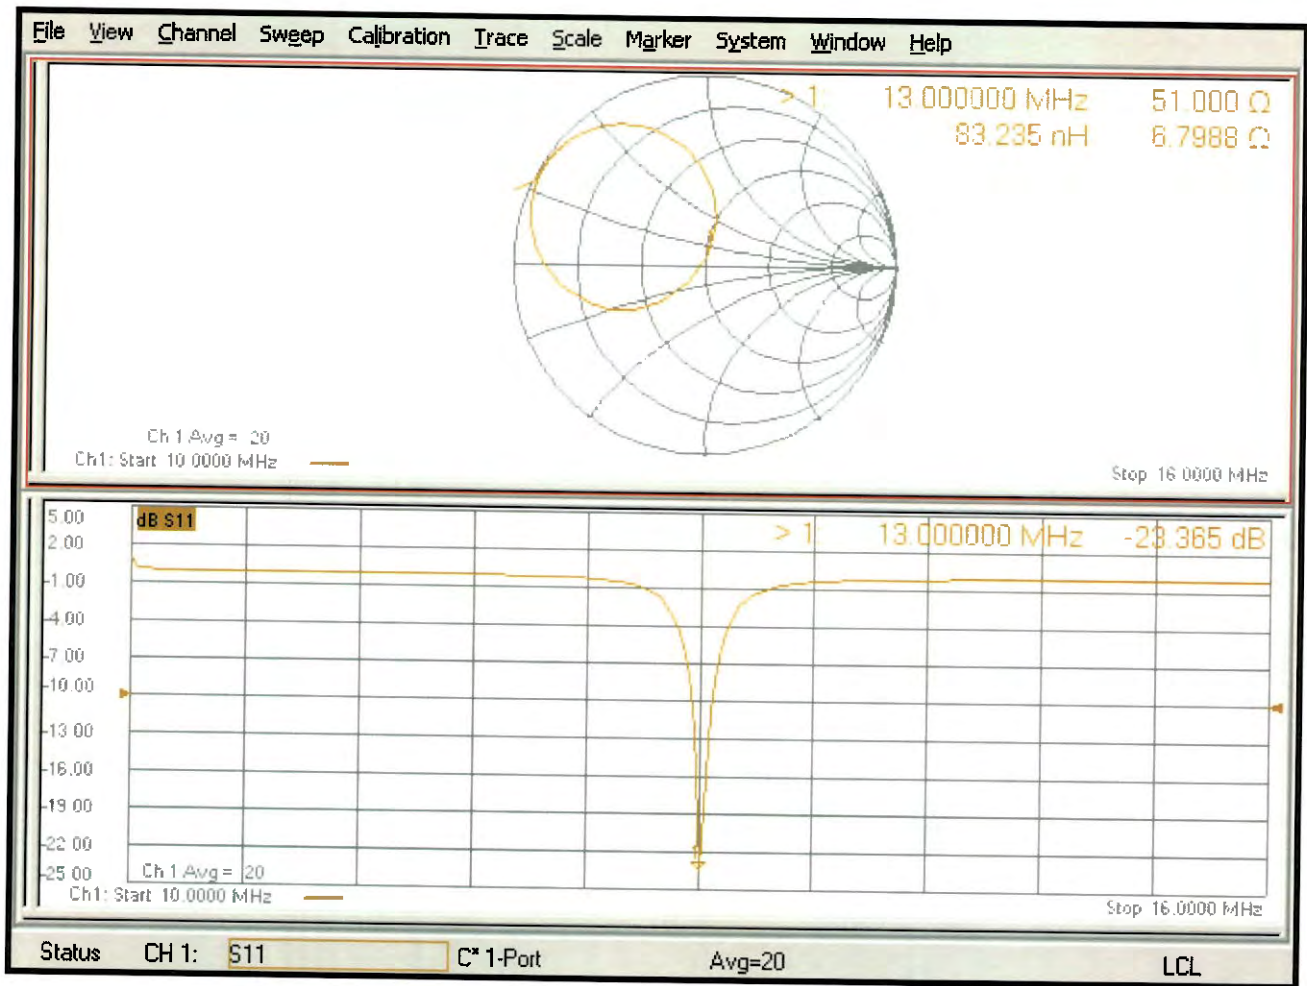 File View Channel Sweep Calibration Trace Scale Marker System Window Help
> 1: 13.000000 MHz 51.000 Ω
83.235 nH 6.7988 Ω
Ch 1 Avg = 20
Ch1: Start 10.0000 MHz
Stop 16.0000 MHz
5.00
dB S11
> 1: 13.000000 MHz -23.365 dB
2.00
-1.00
-4.00
-7.00
-10.00
-13.00
-16.00
-19.00
-22.00
-25.00
1
Ch 1 Avg = 20
Ch1: Start 10.0000 MHz
Stop 16.0000 MHz
Status CH 1: S11 C* 1-Port Avg=20 LCL